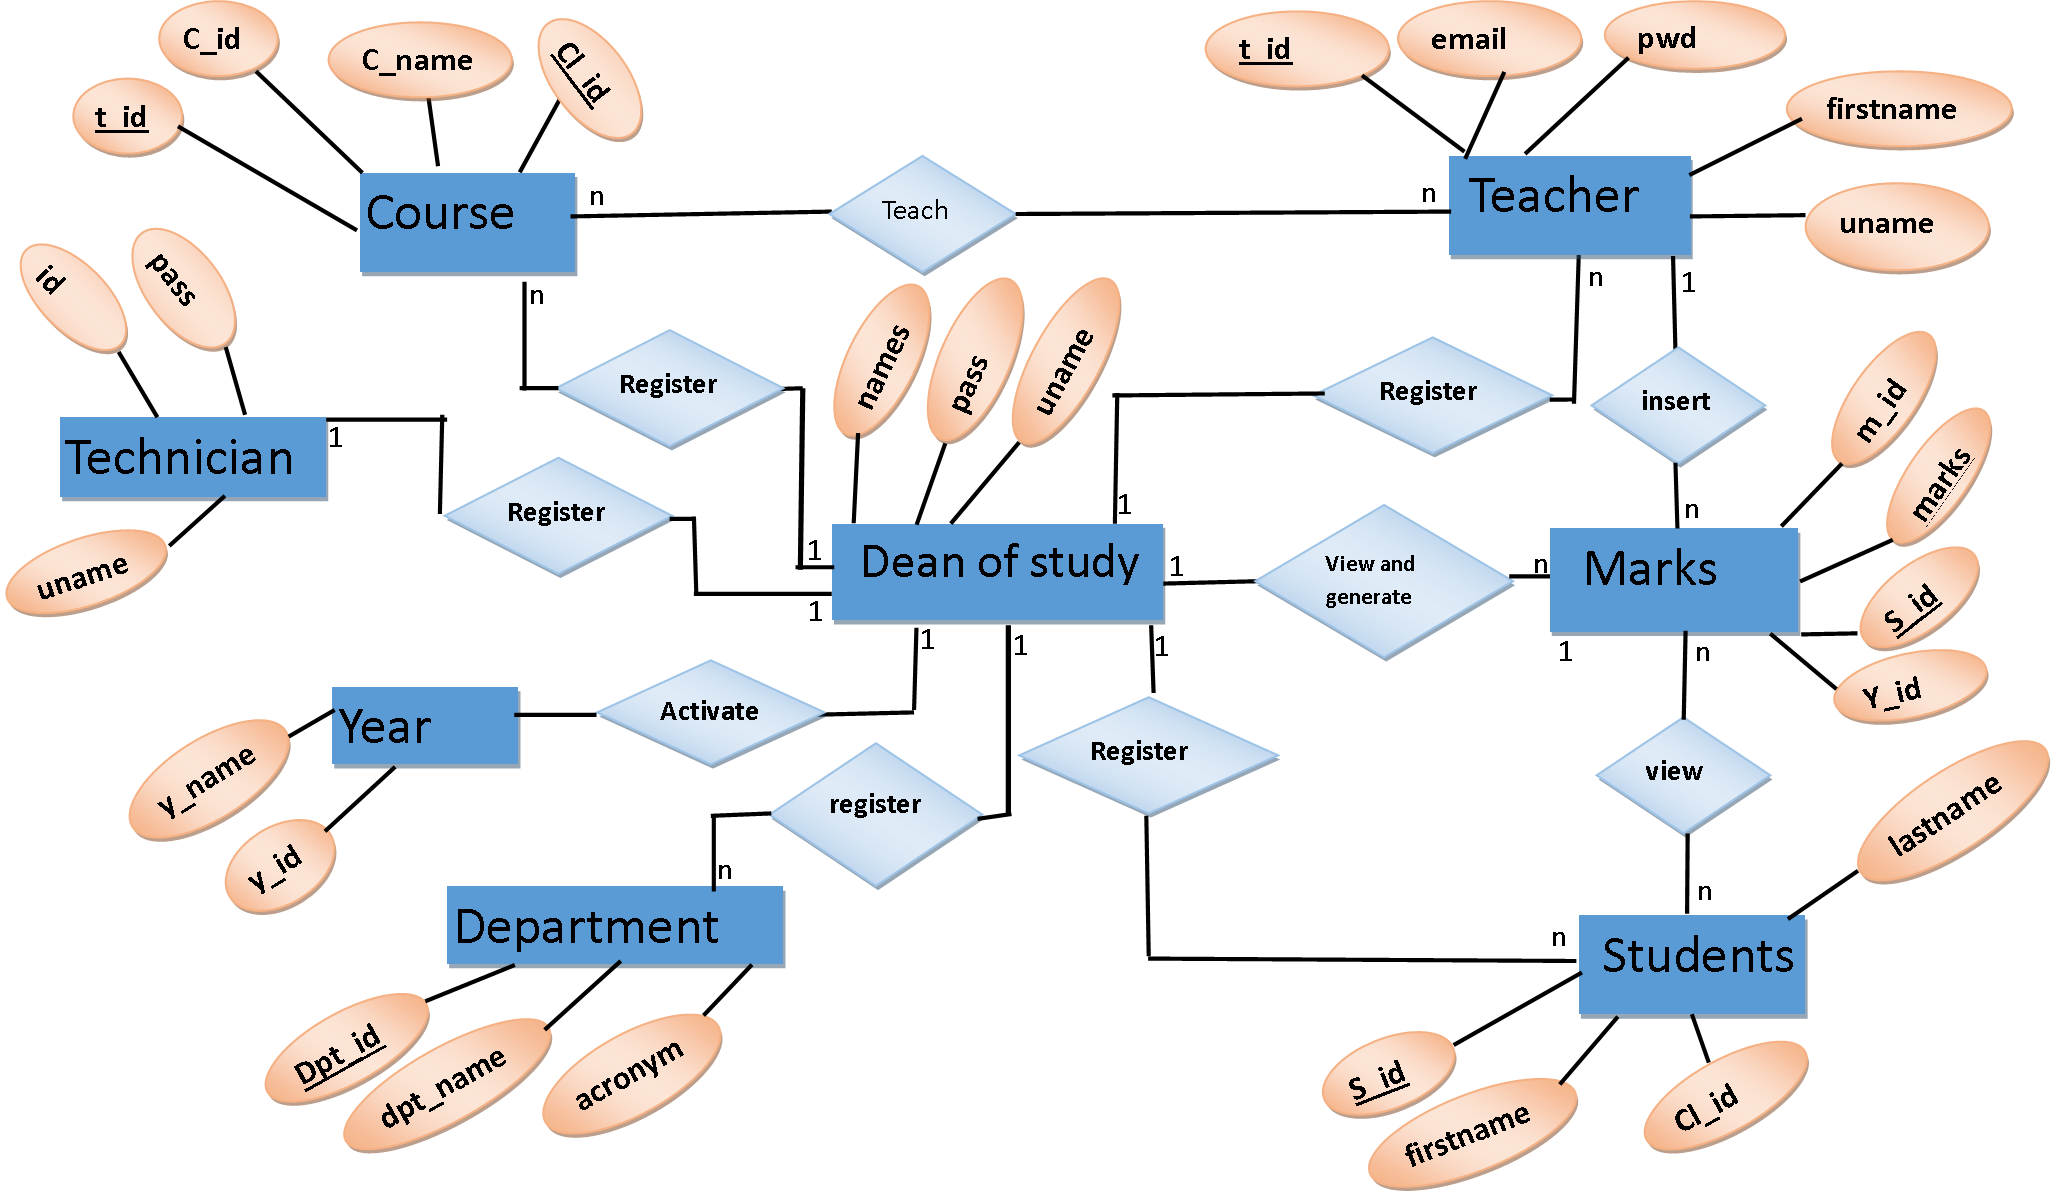 C_id
C_name
Cl_id
t_id
email
pwd
t_id
firstname
Course
n
Teach
n
Teacher
uname
id
pass
n
names
pass
uname
n
1
Register
Register
insert
m_id
marks
Technician
1
Register
1
n
uname
1
Dean of study
1
View and
generate
n
Marks
S_id
1
1
1
1
1
n
Y_id
Year
Activate
Register
view
y_name
register
lastname
y_id
n
n
Department
n
Students
Dpt_id
dpt_name
acronym
S_id
firstname
Cl_id